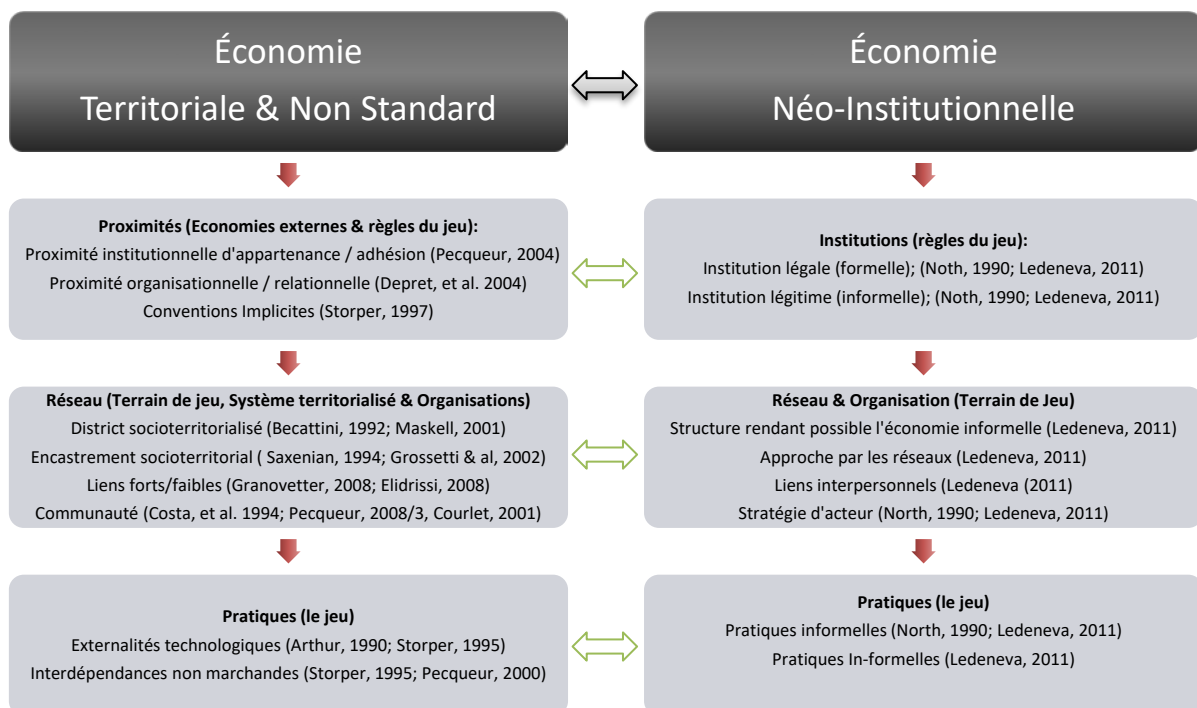 Économie
Territoriale & Non Standard
Économie
Néo-Institutionnelle
Proximités (Economies externes & règles du jeu):
Proximité institutionnelle d'appartenance / adhésion (Pecqueur, 2004)
Proximité organisationnelle / relationnelle (Depret, et al. 2004)
Conventions Implicites (Storper, 1997)
Institutions (règles du jeu):
Institution légale (formelle); (Noth, 1990; Ledeneva, 2011)
Institution légitime (informelle); (Noth, 1990; Ledeneva, 2011)
Réseau (Terrain de jeu, Système territorialisé & Organisations)
District socioterritorialisé (Becattini, 1992; Maskell, 2001)
Encastrement socioterritorial ( Saxenian, 1994; Grossetti & al, 2002)
Liens forts/faibles (Granovetter, 2008; Elidrissi, 2008)
Communauté (Costa, et al. 1994; Pecqueur, 2008/3, Courlet, 2001)
Réseau & Organisation (Terrain de Jeu)
Structure rendant possible l'économie informelle (Ledeneva, 2011)
Approche par les réseaux (Ledeneva, 2011)
Liens interpersonnels (Ledeneva (2011)
Stratégie d'acteur (North, 1990; Ledeneva, 2011)
Pratiques (le jeu)
Externalités technologiques (Arthur, 1990; Storper, 1995)
Interdépendances non marchandes (Storper, 1995; Pecqueur, 2000)
Pratiques (le jeu)
Pratiques informelles (North, 1990; Ledeneva, 2011)
Pratiques In-formelles (Ledeneva, 2011)